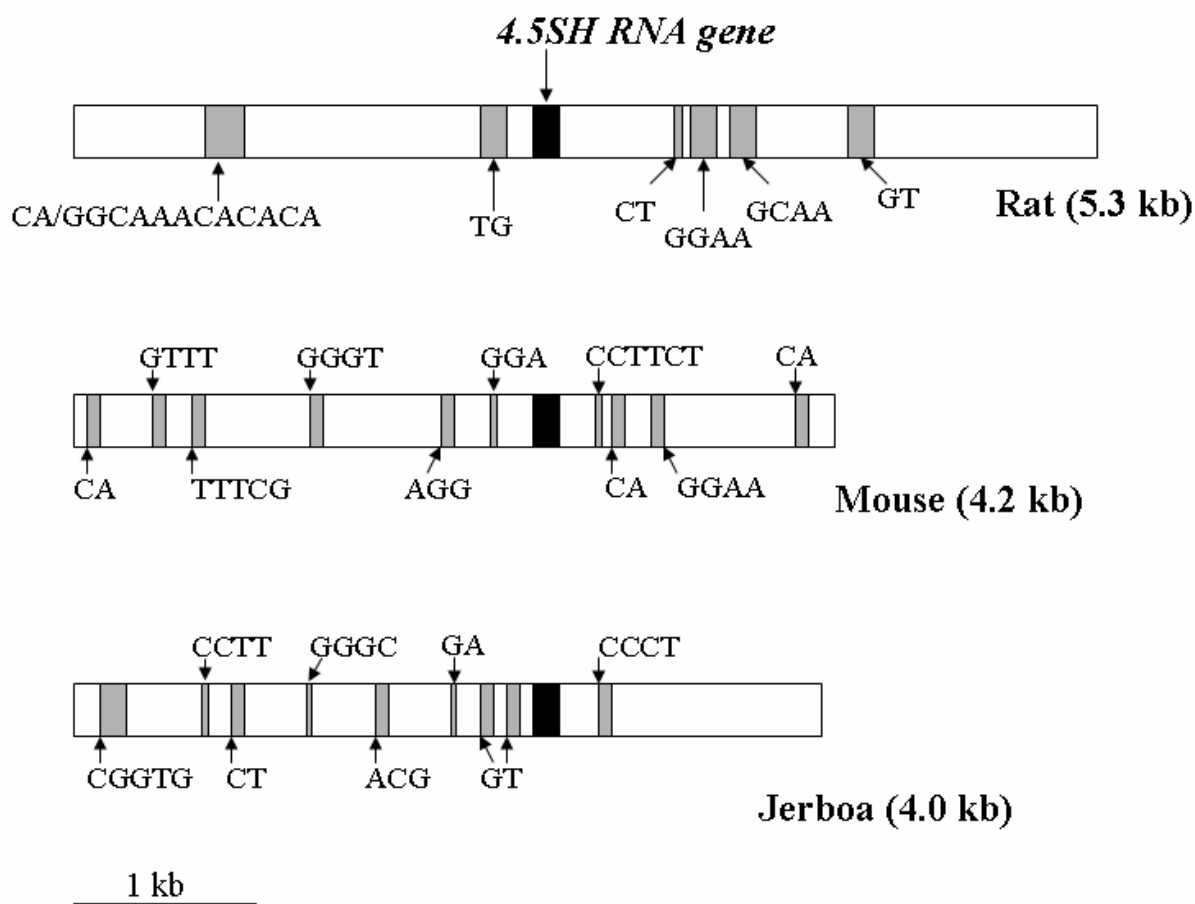 4.5SH RNA gene
CA/GGCAAACACACA
TG
CT
GGAA
GCAA
GT
Rat (5.3 kb)
GTTT
GGGT
GGA
CCTTCT
CA
CA
TTTCG
AGG
CA
GGAA
Mouse (4.2 kb)
CCTT
GGGC
GA
CCCT
CGGTG
CT
ACG
GT
Jerboa (4.0 kb)
1 kb